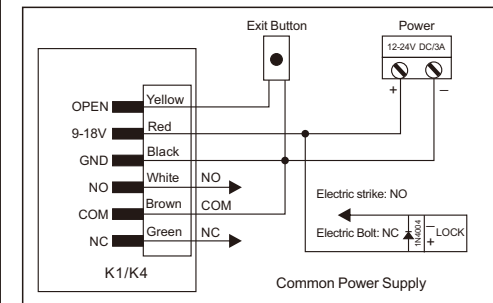 Exit Button
Power
12-24V DC/3A
+ –
OPEN Yellow
9-18V Red
GND Black
NO White NO
COM Brown COM
NC Green NC
K1/K4
Electric strike: NO
Electric Bolt: NC
1N4004
– LOCK
+
Common Power Supply